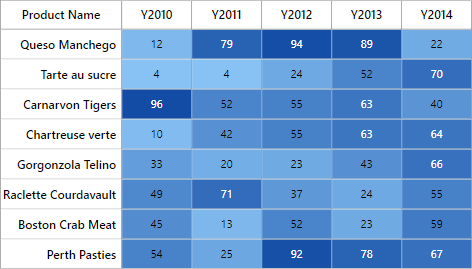 Product Name Y2010 Y2011 Y2012 Y2013 Y2014
Queso Manchego 12 79 94 89 22
Tarte au sucre 4 4 24 52 70
Carnarvon Tigers 96 52 55 63 40
Chartreuse verte 10 42 55 63 64
Gorgonzola Telino 33 20 23 43 66
Raclette Courdavault 49 71 37 24 55
Boston Crab Meat 45 13 52 23 59
Perth Pasties 54 25 92 78 67